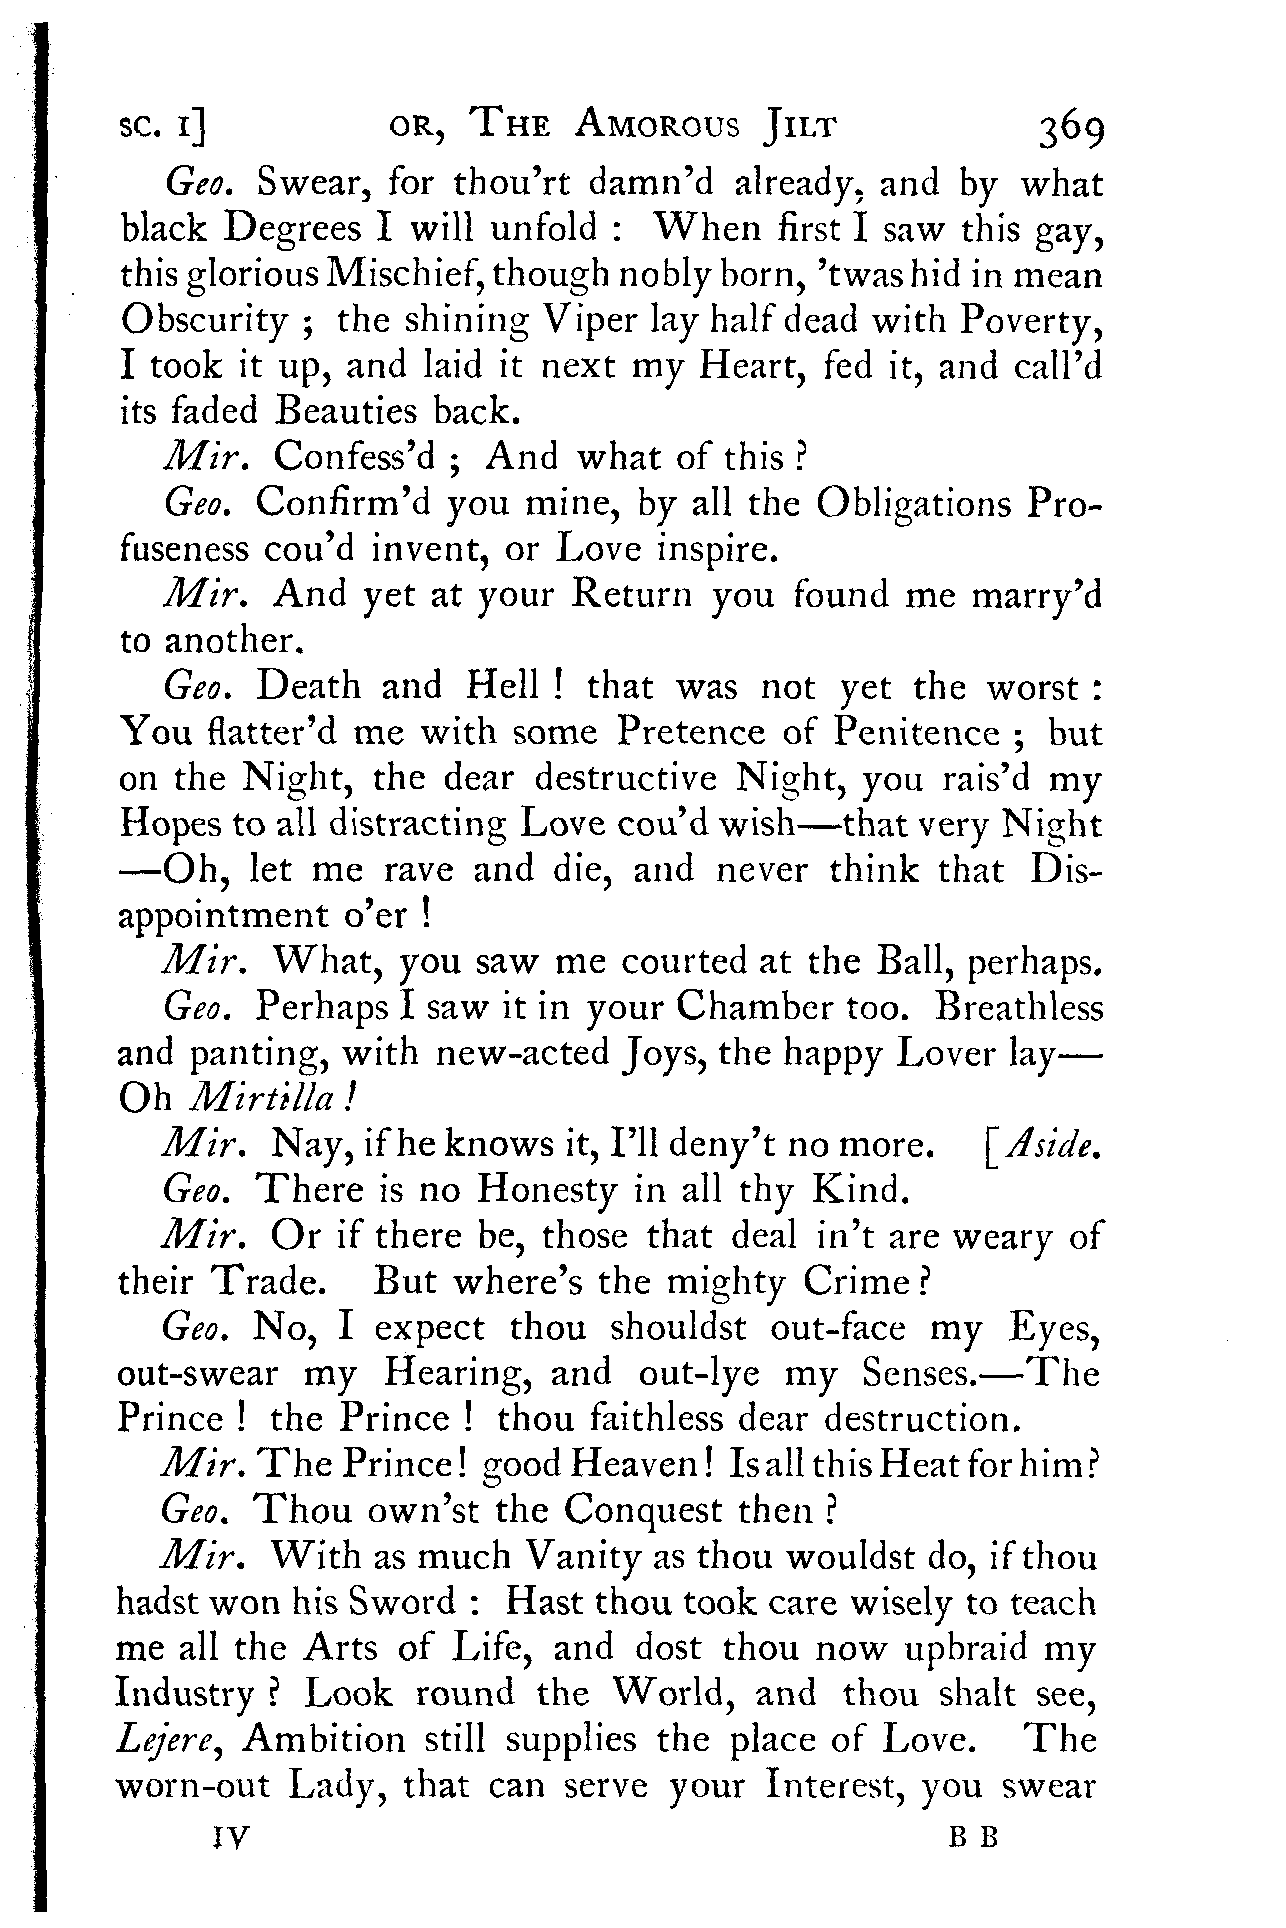 SC. I] OR, THE AMOROUS JILT 369
Geo. Swear, for thou'rt damn'd already, and by what
black Degrees I will unfold : When first I saw this gay,
this glorious Mischief, though nobly born, 'twas hid in mean
Obscurity ; the shining Viper lay half dead with Poverty,
I took it up, and laid it next my Heart, fed it, and call'd
its faded Beauties back.
Mir. Confess'd ; And what of this ?
Geo. Confirm'd you mine, by all the Obligations Pro-
fuseness cou'd invent, or Love inspire.
Mir. And yet at your Return you found me marry'd
to another.
Geo. Death and Hell ! that was not yet the worst :
You flatter'd me with some Pretence of Penitence ; but
on the Night, the dear destructive Night, you rais'd my
Hopes to all distracting Love cou'd wish—that very Night
—Oh, let me rave and die, and never think that Dis-
appointment o'er !
Mir. What, you saw me courted at the Ball, perhaps.
Geo. Perhaps I saw it in your Chamber too. Breathless
and panting, with new-acted Joys, the happy Lover lay—
Oh Mirtilla !
Mir. Nay, if he knows it, I'll deny't no more. [Aside.
Geo. There is no Honesty in all thy Kind.
Mir. Or if there be, those that deal in't are weary of
their Trade. But where's the mighty Crime ?
Geo. No, I expect thou shouldst out-face my Eyes,
out-swear my Hearing, and out-lye my Senses.—The
Prince ! the Prince ! thou faithless dear destruction.
Mir. The Prince! good Heaven! Is all this Heat for him?
Geo. Thou own'st the Conquest then ?
Mir. With as much Vanity as thou wouldst do, if thou
hadst won his Sword : Hast thou took care wisely to teach
me all the Arts of Life, and dost thou now upbraid my
Industry ? Look round the World, and thou shalt see,
Lejere, Ambition still supplies the place of Love. The
worn-out Lady, that can serve your Interest, you swear
IV B B